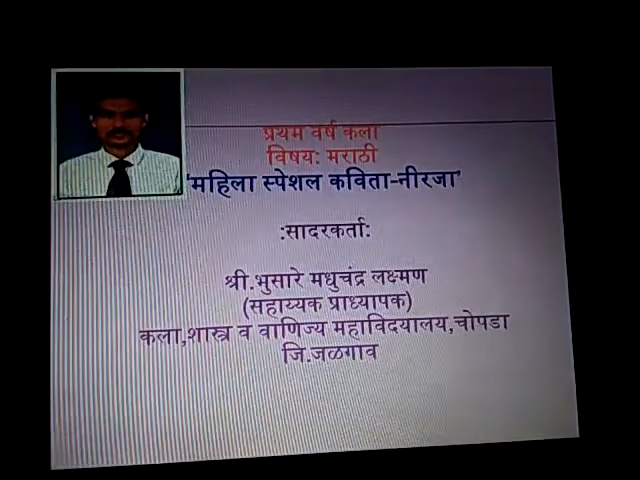 प्रथम वर्ष कला
विषय: मराठी
'महिला स्पेशल कविता-नीरजा'
:सादरकर्ता:
श्री.भुसारे मधुचंद्र लक्ष्मण
(सहाय्यक प्राध्यापक)
कला,शास्त्र व वाणिज्य महाविदयालय,चोपडा
जि.जळगाव